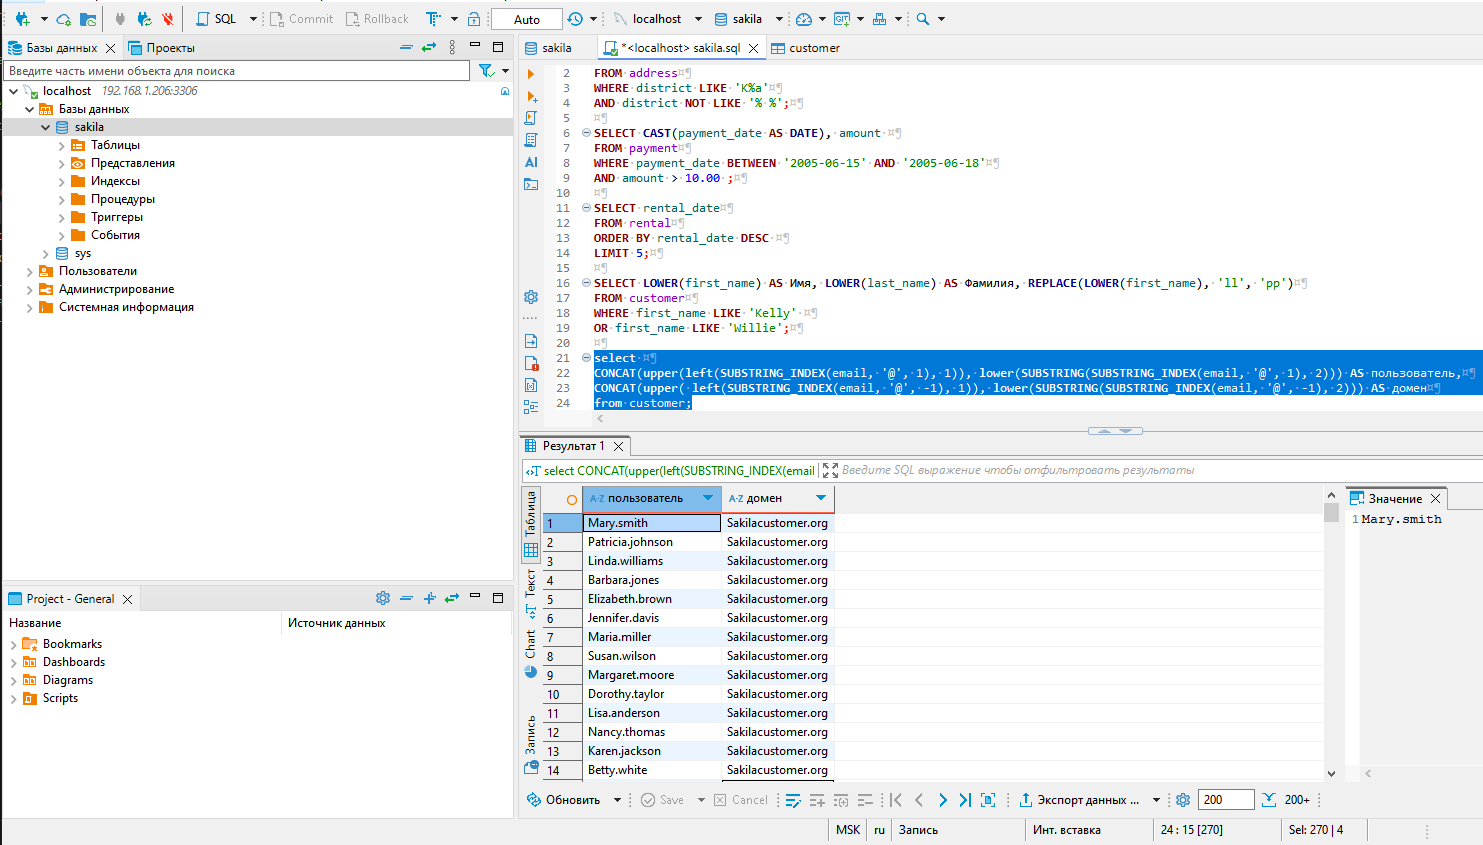 SQL Commit Rollback Auto localhost sakila
Базы данных Проекты
Введите часть имени объекта для поиска
localhost 192.168.1.206:3306
Базы данных
sakila
Таблицы
Представления
Индексы
Процедуры
Триггеры
События
sys
Пользователи
Администрирование
Системная информация
Project - General
Название Источник данных
Bookmarks
Dashboards
Diagrams
Scripts
sakila *<localhost> sakila.sql customer
2 FROM address
3 WHERE district LIKE 'K%a'
4 AND district NOT LIKE '% %';
5
6 SELECT CAST(payment_date AS DATE), amount
7 FROM payment
8 WHERE payment_date BETWEEN '2005-06-15' AND '2005-06-18'
9 AND amount > 10.00 ;
10
11 SELECT rental_date
12 FROM rental
13 ORDER BY rental_date DESC
14 LIMIT 5;
15
16 SELECT LOWER(first_name) AS Имя, LOWER(last_name) AS Фамилия, REPLACE(LOWER(first_name), 'll', 'pp')
17 FROM customer
18 WHERE first_name LIKE 'Kelly'
19 OR first_name LIKE 'Willie';
20
21 select
22 CONCAT(upper(left(SUBSTRING_INDEX(email, '@', 1), 1)), lower(SUBSTRING(SUBSTRING_INDEX(email, '@', 1), 2))) AS пользователь,
23 CONCAT(upper( left(SUBSTRING_INDEX(email, '@', -1), 1)), lower(SUBSTRING(SUBSTRING_INDEX(email, '@', -1), 2))) AS домен
24 from customer;
AI
Результат 1
select CONCAT(upper(left(SUBSTRING_INDEX(email Введите SQL выражение чтобы отфильтровать результаты
Таблица
Текст
Chart
Запись
A-Z пользователь A-Z домен
1 Mary.smith Sakilacustomer.org
2 Patricia.johnson Sakilacustomer.org
3 Linda.williams Sakilacustomer.org
4 Barbara.jones Sakilacustomer.org
5 Elizabeth.brown Sakilacustomer.org
6 Jennifer.davis Sakilacustomer.org
7 Maria.miller Sakilacustomer.org
8 Susan.wilson Sakilacustomer.org
9 Margaret.moore Sakilacustomer.org
10 Dorothy.taylor Sakilacustomer.org
11 Lisa.anderson Sakilacustomer.org
12 Nancy.thomas Sakilacustomer.org
13 Karen.jackson Sakilacustomer.org
14 Betty.white Sakilacustomer.org
Значение
1 Mary.smith
Обновить Save Cancel Экспорт данных ... 200 200+
MSK ru Запись Инт. вставка 24 : 15 [270] Sel: 270 | 4